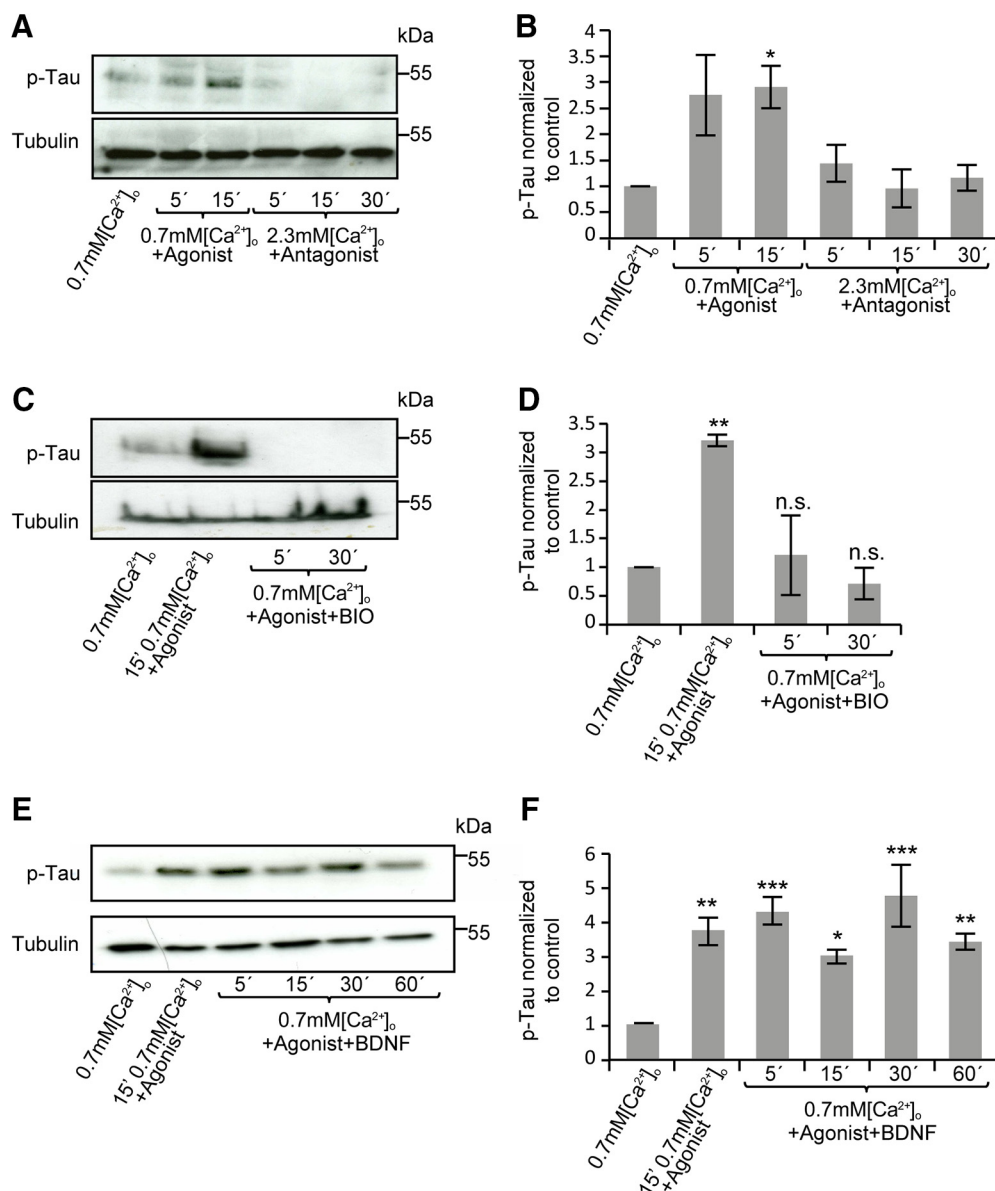 A
kDa
p-Tau
55
Tubulin
55
0.7mM[Ca²⁺]ₒ
5´ 15´ 5´ 15´ 30´
0.7mM[Ca²⁺]ₒ 2.3mM[Ca²⁺]ₒ
+Agonist +Antagonist
B
p-Tau normalized
to control
4
3.5
3
2.5
2
1.5
1
0.5
0
*
0.7mM[Ca²⁺]ₒ
5´ 15´ 5´ 15´ 30´
0.7mM[Ca²⁺]ₒ 2.3mM[Ca²⁺]ₒ
+Agonist +Antagonist
C
kDa
p-Tau
55
Tubulin
55
0.7mM[Ca²⁺]ₒ
15' 0.7mM[Ca²⁺]ₒ
+Agonist
5´ 30´
0.7mM[Ca²⁺]ₒ
+Agonist+BIO
D
p-Tau normalized
to control
3.5
3
2.5
2
1.5
1
0.5
0
**
n.s.
n.s.
0.7mM[Ca²⁺]ₒ
15' 0.7mM[Ca²⁺]ₒ
+Agonist
5´ 30´
0.7mM[Ca²⁺]ₒ
+Agonist+BIO
E
kDa
p-Tau
55
Tubulin
55
0.7mM[Ca²⁺]ₒ
15' 0.7mM[Ca²⁺]ₒ
+Agonist
5´ 15´ 30´ 60´
0.7mM[Ca²⁺]ₒ
+Agonist+BDNF
F
p-Tau normalized
to control
6
5
4
3
2
1
0
**
***
*
***
**
0.7mM[Ca²⁺]ₒ
15' 0.7mM[Ca²⁺]ₒ
+Agonist
5´ 15´ 30´ 60´
0.7mM[Ca²⁺]ₒ
+Agonist+BDNF